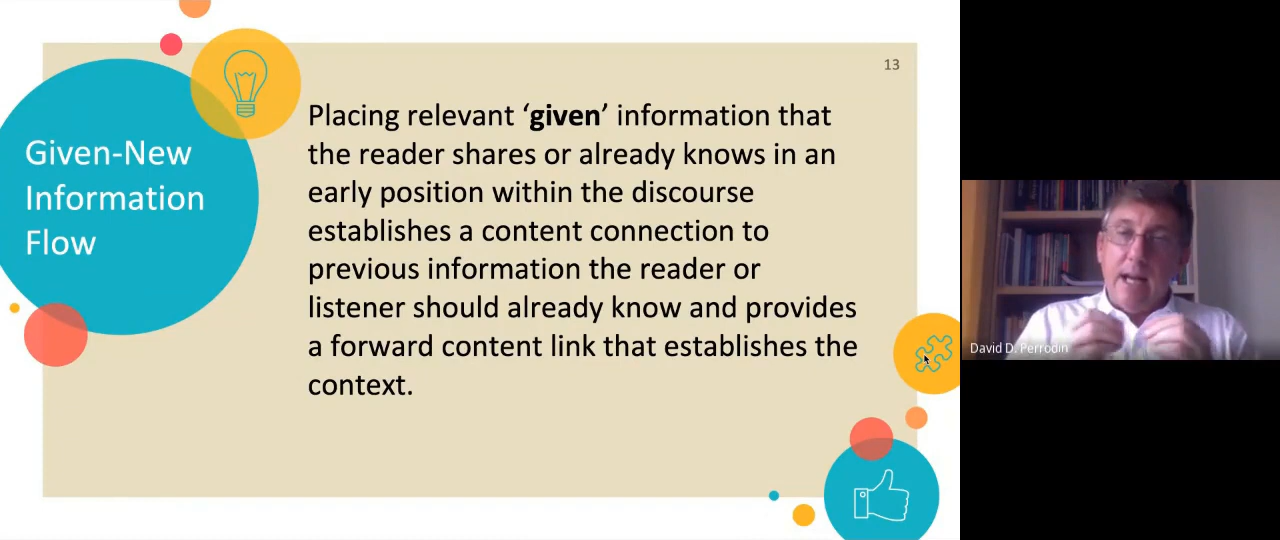 13
Given-New
Information
Flow
Placing relevant ‘given’ information that
the reader shares or already knows in an
early position within the discourse
establishes a content connection to
previous information the reader or
listener should already know and provides
a forward content link that establishes the
context.
David D. Perrodin